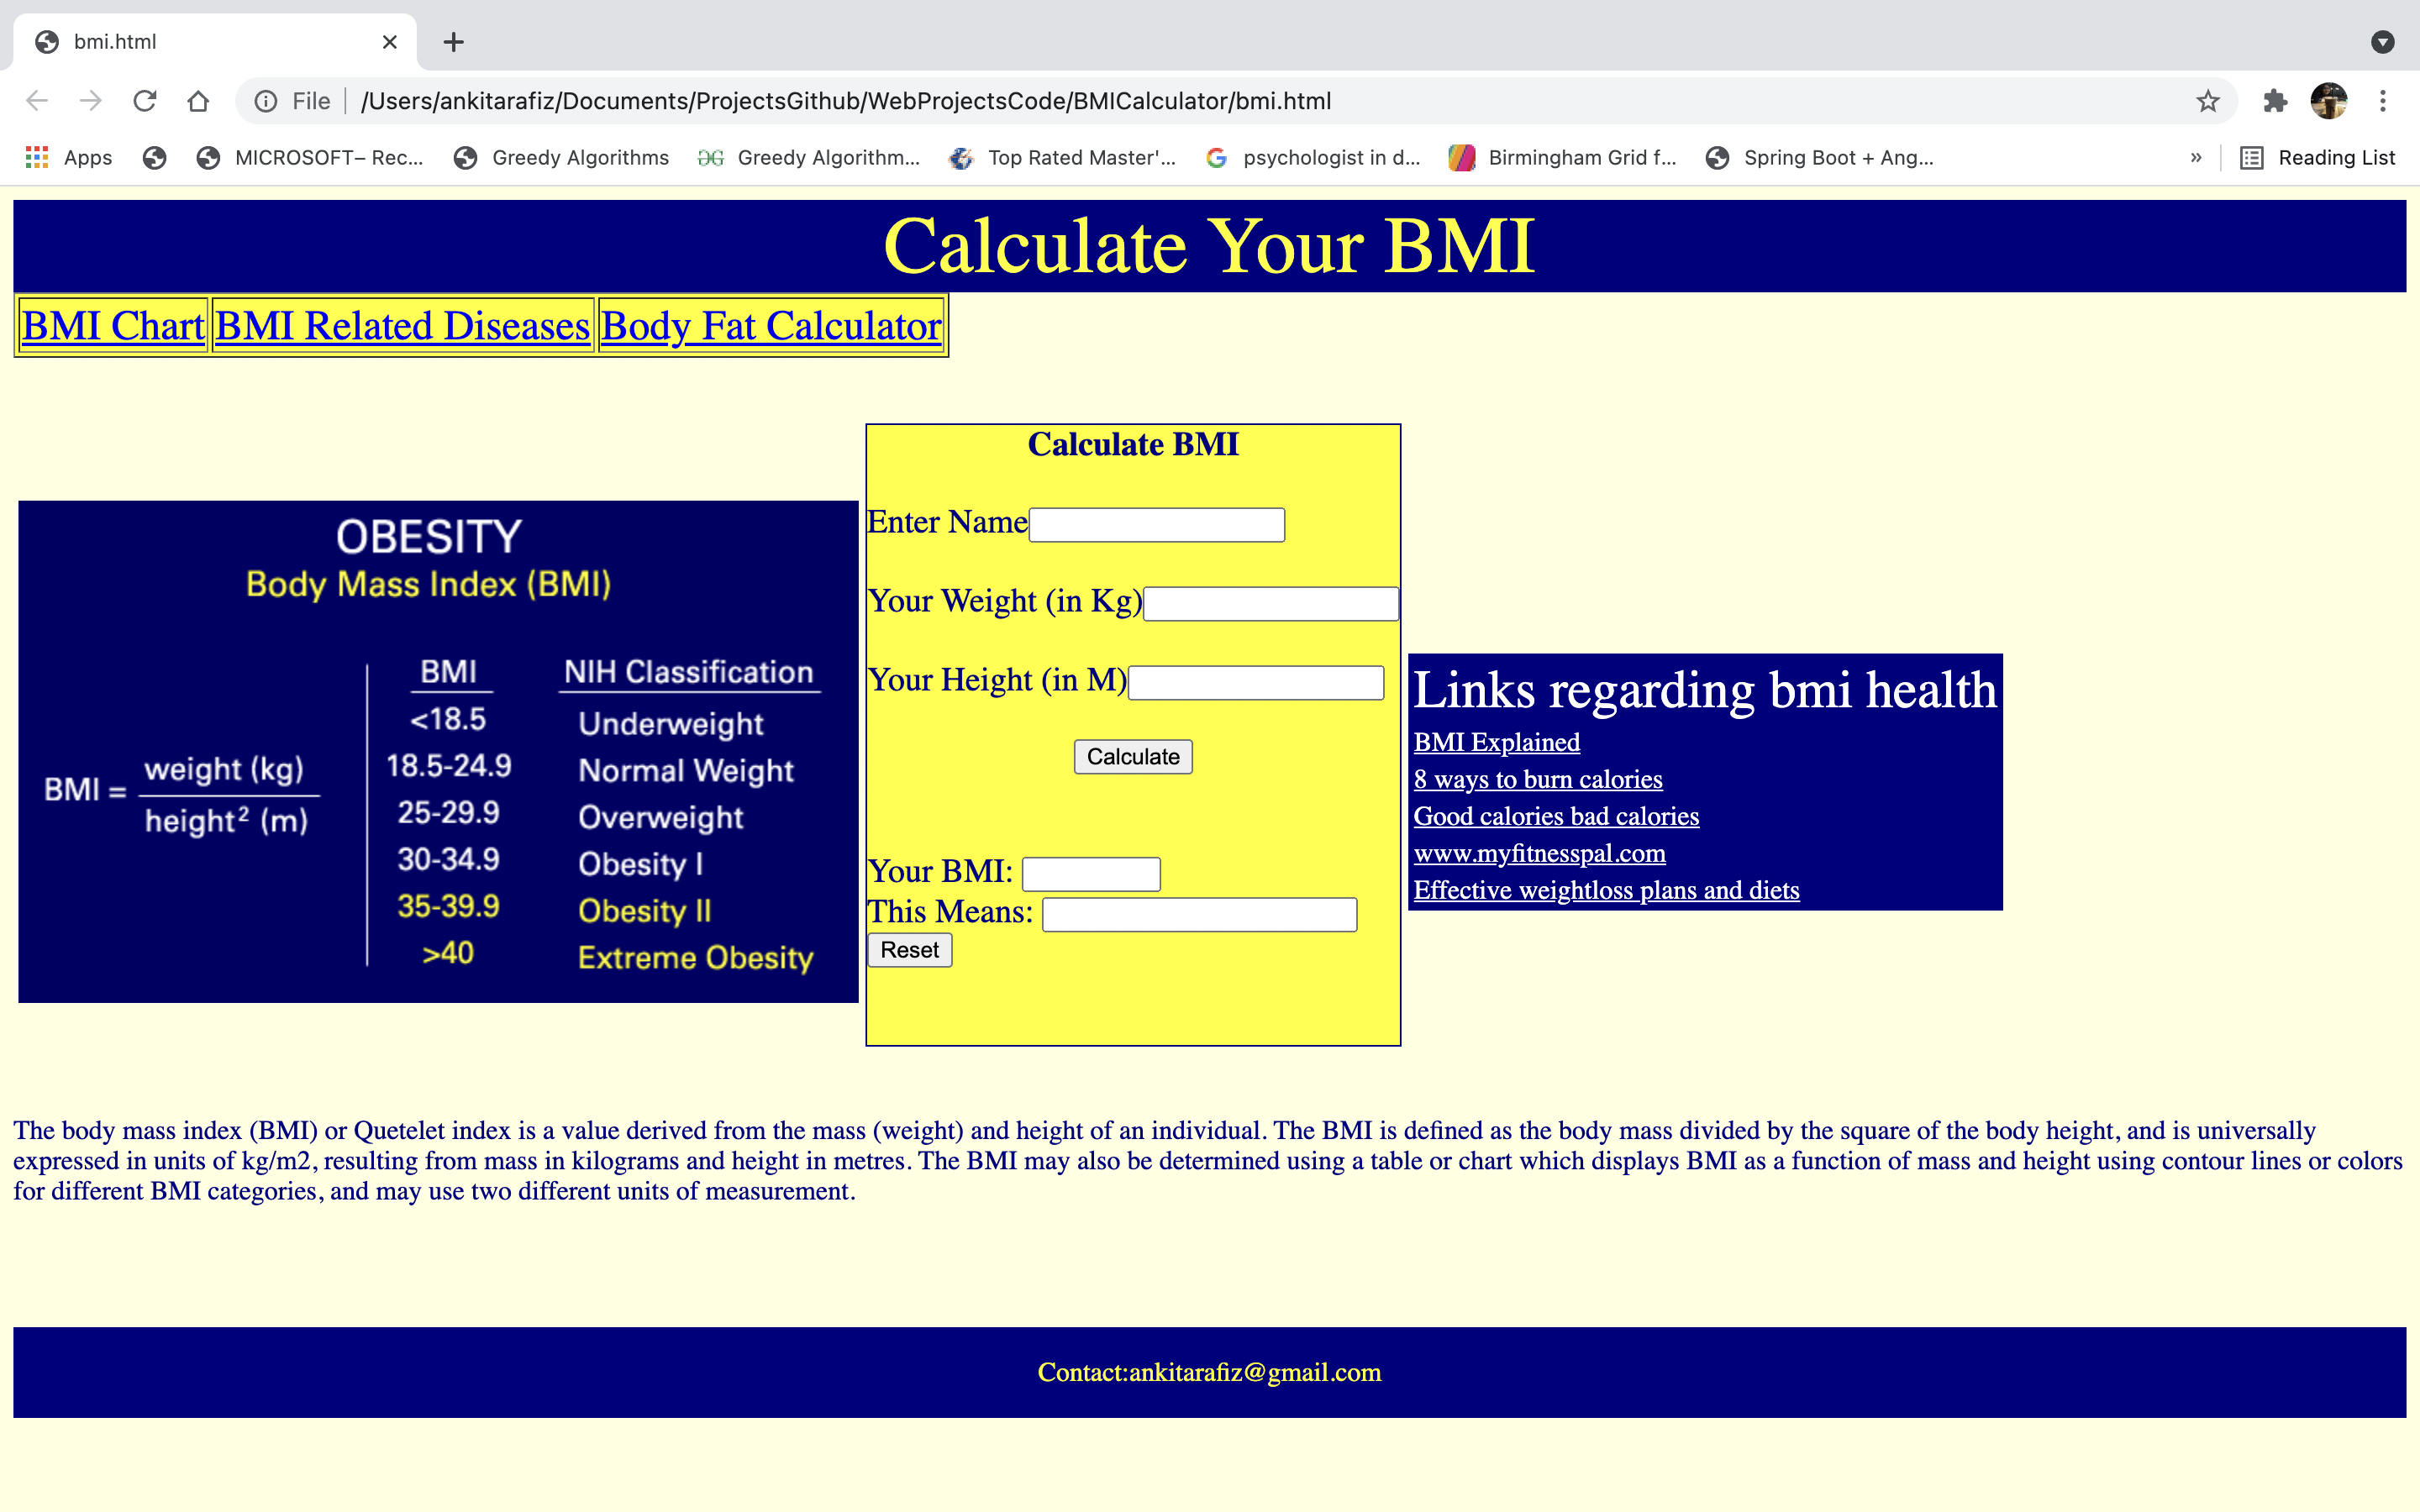 bmi.html
File /Users/ankitarafiz/Documents/ProjectsGithub/WebProjectsCode/BMICalculator/bmi.html
Apps MICROSOFT– Rec... Greedy Algorithms Greedy Algorithm... Top Rated Master'... psychologist in d... Birmingham Grid f... Spring Boot + Ang... » Reading List
Calculate Your BMI
BMI Chart BMI Related Diseases Body Fat Calculator
OBESITY
Body Mass Index (BMI)
BMI = weight (kg)
height² (m)
BMI NIH Classification
<18.5 Underweight
18.5-24.9 Normal Weight
25-29.9 Overweight
30-34.9 Obesity I
35-39.9 Obesity II
>40 Extreme Obesity
Calculate BMI
Enter Name
Your Weight (in Kg)
Your Height (in M)
Calculate
Your BMI:
This Means:
Reset
Links regarding bmi health
BMI Explained
8 ways to burn calories
Good calories bad calories
www.myfitnesspal.com
Effective weightloss plans and diets
The body mass index (BMI) or Quetelet index is a value derived from the mass (weight) and height of an individual. The BMI is defined as the body mass divided by the square of the body height, and is universally
expressed in units of kg/m2, resulting from mass in kilograms and height in metres. The BMI may also be determined using a table or chart which displays BMI as a function of mass and height using contour lines or colors
for different BMI categories, and may use two different units of measurement.
Contact:ankitarafiz@gmail.com